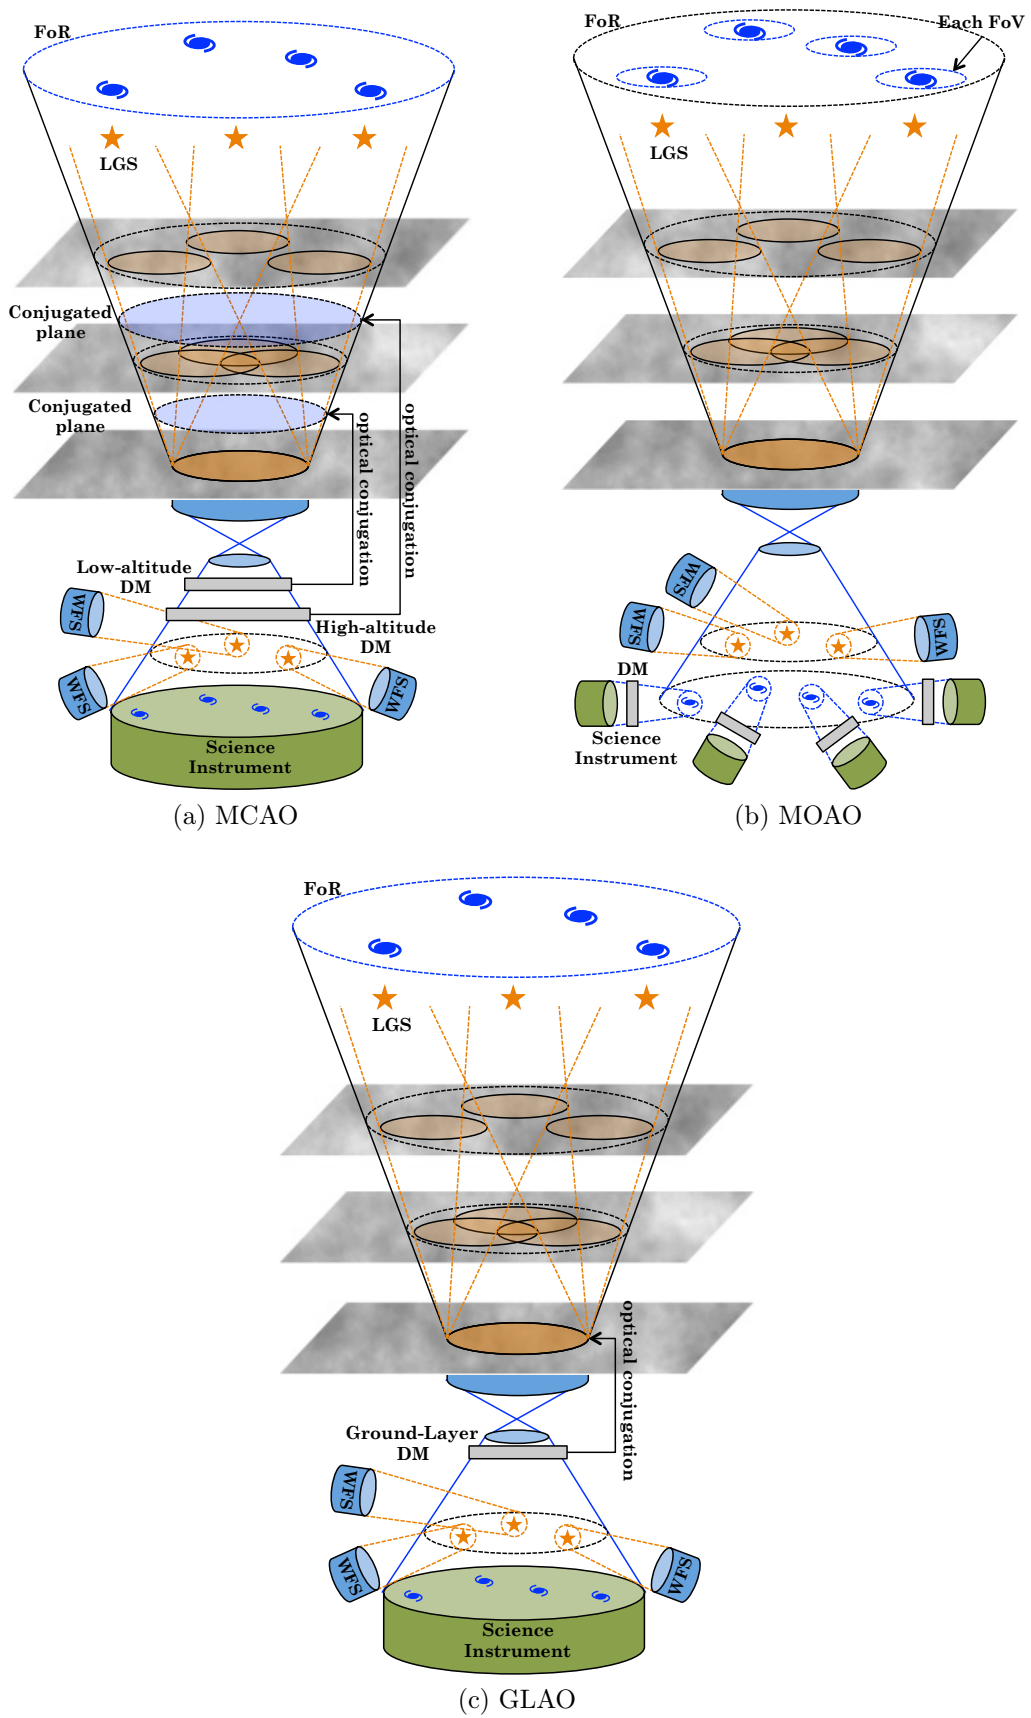 FoR
LGS
Conjugated
plane
Conjugated
plane
optical conjugation
optical conjugation
Low-altitude
DM
High-altitude
DM
WFS
WFS
WFS
Science
Instrument
(a) MCAO
FoR
Each FoV
LGS
WFS
WFS
WFS
DM
Science
Instrument
(b) MOAO
FoR
LGS
optical conjugation
Ground-Layer
DM
WFS
WFS
WFS
Science
Instrument
(c) GLAO